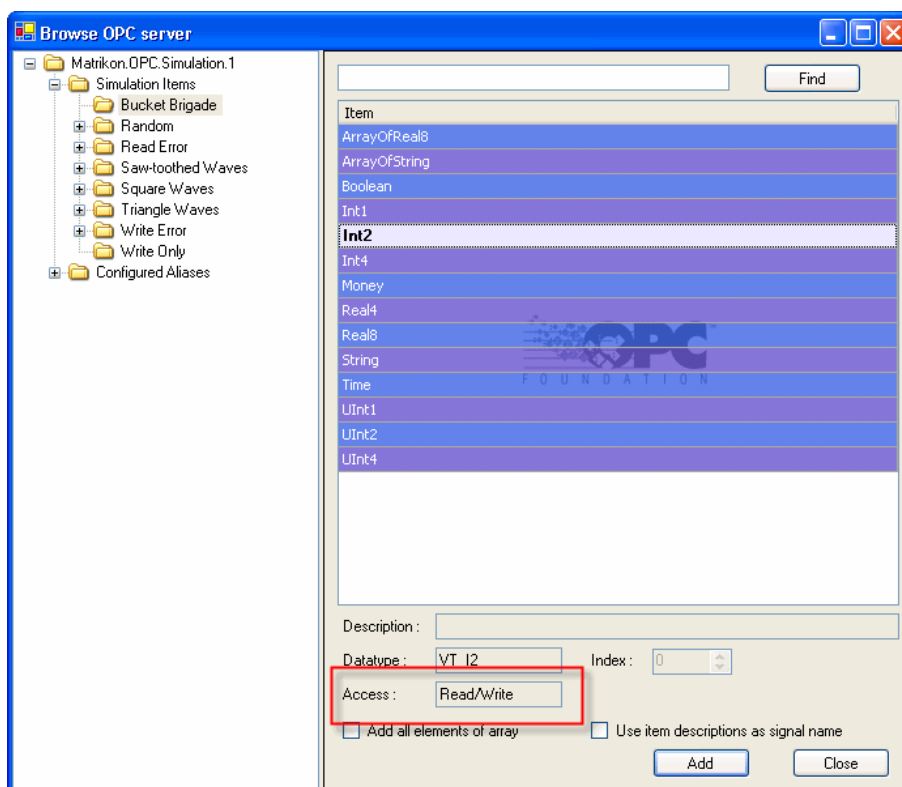 Browse OPC server
Matrikon.OPC.Simulation.1
Simulation Items
Bucket Brigade
Random
Read Error
Saw-toothed Waves
Square Waves
Triangle Waves
Write Error
Write Only
Configured Aliases
Find
Item
ArrayOfReal8
ArrayOfString
Boolean
Int1
Int2
Int4
Money
Real4
Real8
String
Time
UInt1
UInt2
UInt4
OPC
FOUNDATION
Description :
Datatype : VT_I2 Index : 0
Access : Read/Write
Add all elements of array Use item descriptions as signal name
Add Close